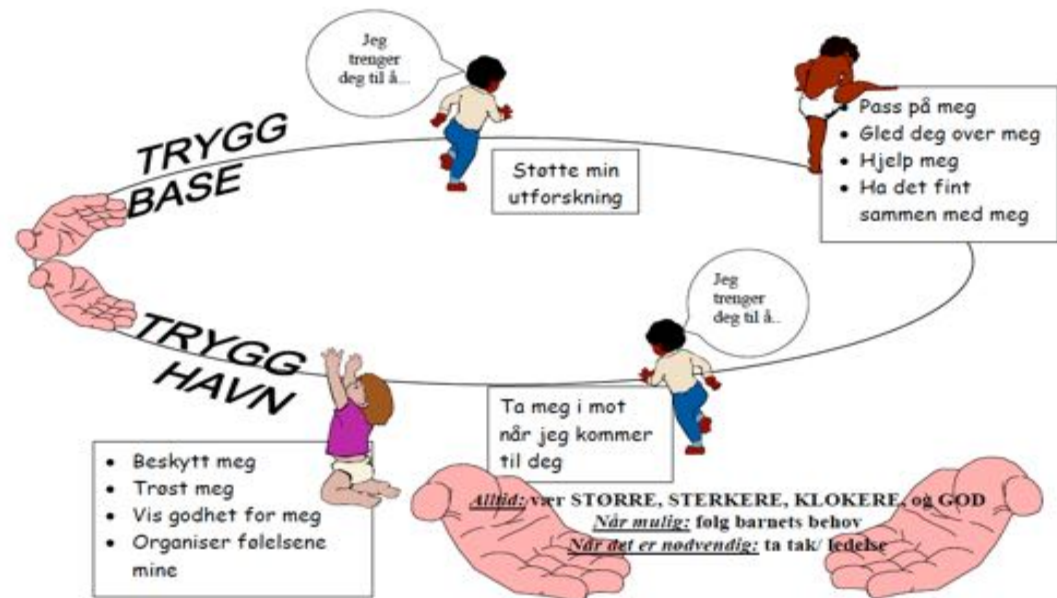 Jeg
trenger
deg til å...
TRYGG
BASE
Støtte min
utforskning
• Pass på meg
• Gled deg over meg
• Hjelp meg
• Ha det fint
sammen med meg
Jeg
trenger
deg til å..
TRYGG
HAVN
Ta meg i mot
når jeg kommer
til deg
• Beskytt meg
• Trøst meg
• Vis godhet for meg
• Organiser følelsene
mine
Alltid: vær STØRRE, STERKERE, KLOKERE, og GOD
Når mulig: følg barnets behov
Når det er nødvendig: ta tak/ ledelse